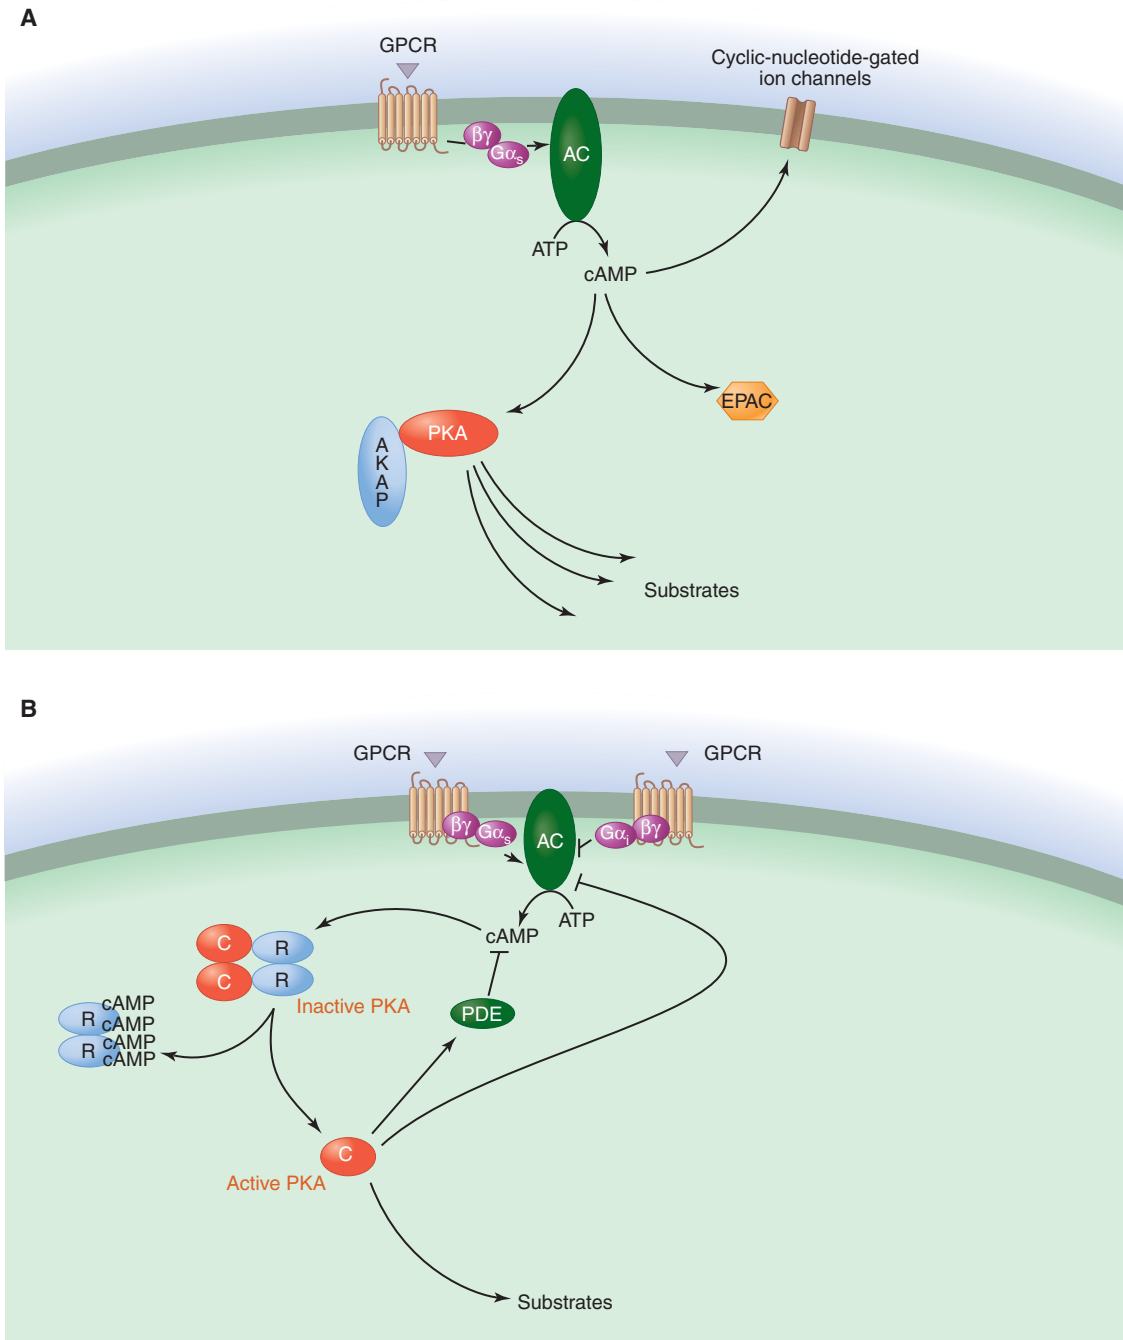 A
GPCR
Cyclic-nucleotide-gated
ion channels
βγ
Gαs
AC
ATP
cAMP
EPAC
PKA
A
K
A
P
Substrates
B
GPCR
GPCR
βγ
Gαs
AC
Gαi
βγ
ATP
cAMP
C
R
C
R
Inactive PKA
cAMP
R
cAMP
cAMP
R
cAMP
PDE
C
Active PKA
Substrates